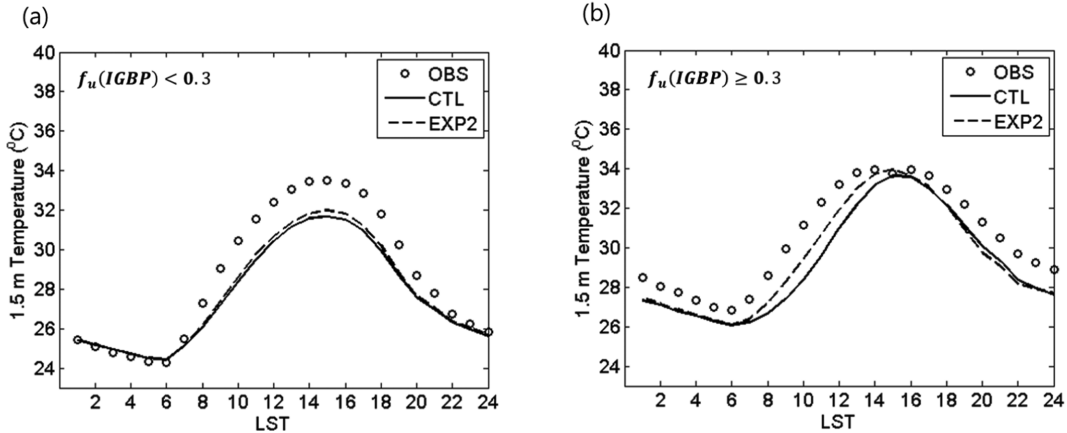 (a)
40
38
36
34
32
30
28
26
24
1.5 m Temperature (⁰C)
f_u(IGBP) < 0.3
OBS
CTL
EXP2
2 4 6 8 10 12 14 16 18 20 22 24
LST
(b)
40
38
36
34
32
30
28
26
24
1.5 m Temperature (⁰C)
f_u(IGBP) ≥ 0.3
OBS
CTL
EXP2
2 4 6 8 10 12 14 16 18 20 22 24
LST